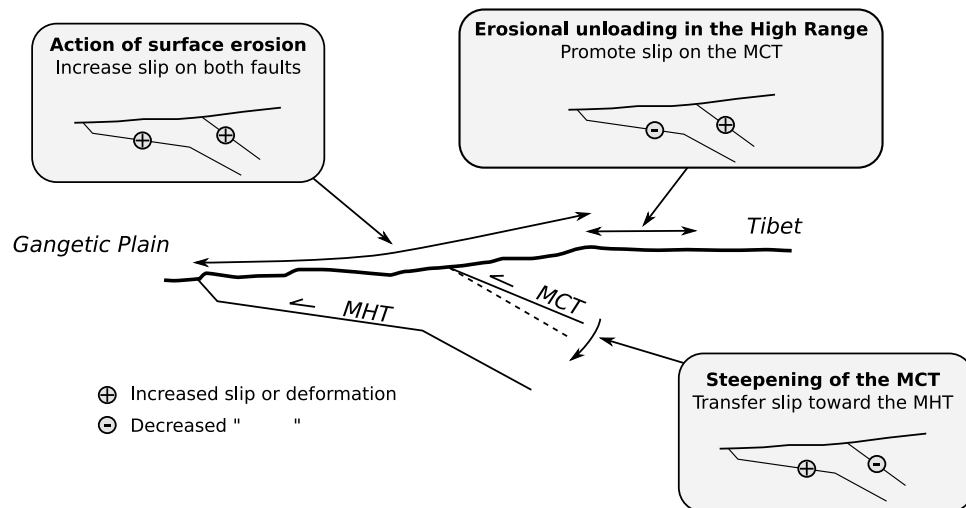 Action of surface erosion
Increase slip on both faults
Erosional unloading in the High Range
Promote slip on the MCT
Gangetic Plain
Tibet
MHT
MCT
Increased slip or deformation
Decreased " "
Steepening of the MCT
Transfer slip toward the MHT